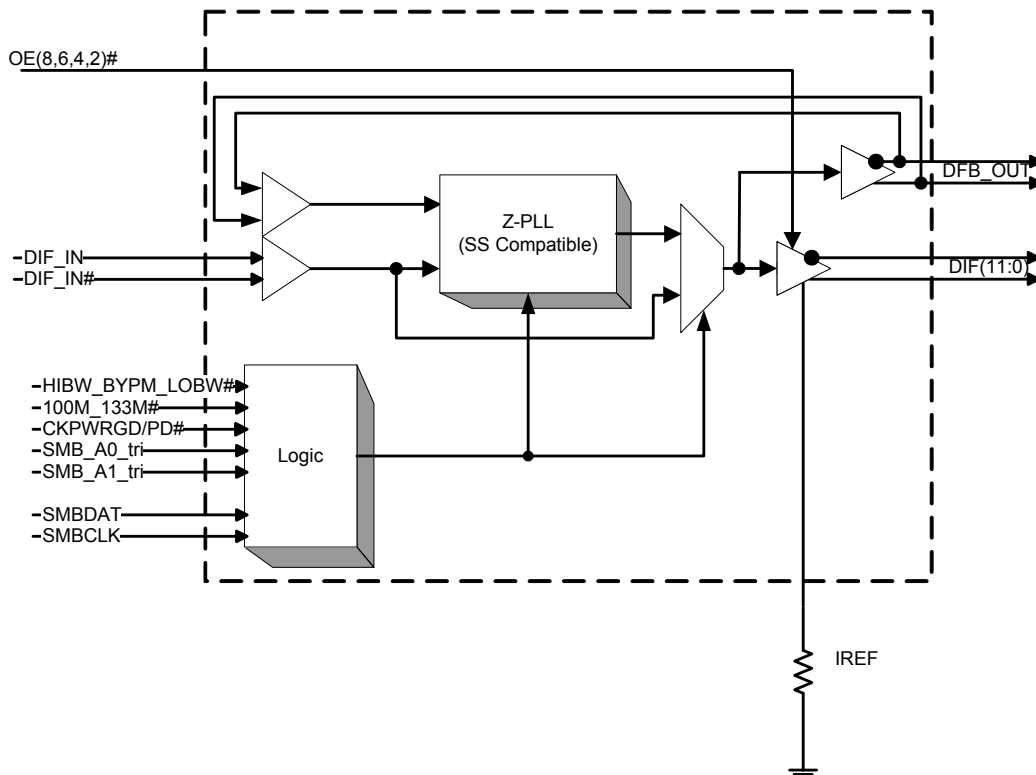 OE(8,6,4,2)#
DFB_OUT
Z-PLL
(SS Compatible)
DIF_IN
DIF_IN#
DIF(11:0)
HIBW_BYPM_LOBW#
100M_133M#
CKPWRGD/PD#
SMB_A0_tri
SMB_A1_tri
Logic
SMBDAT
SMBCLK
IREF